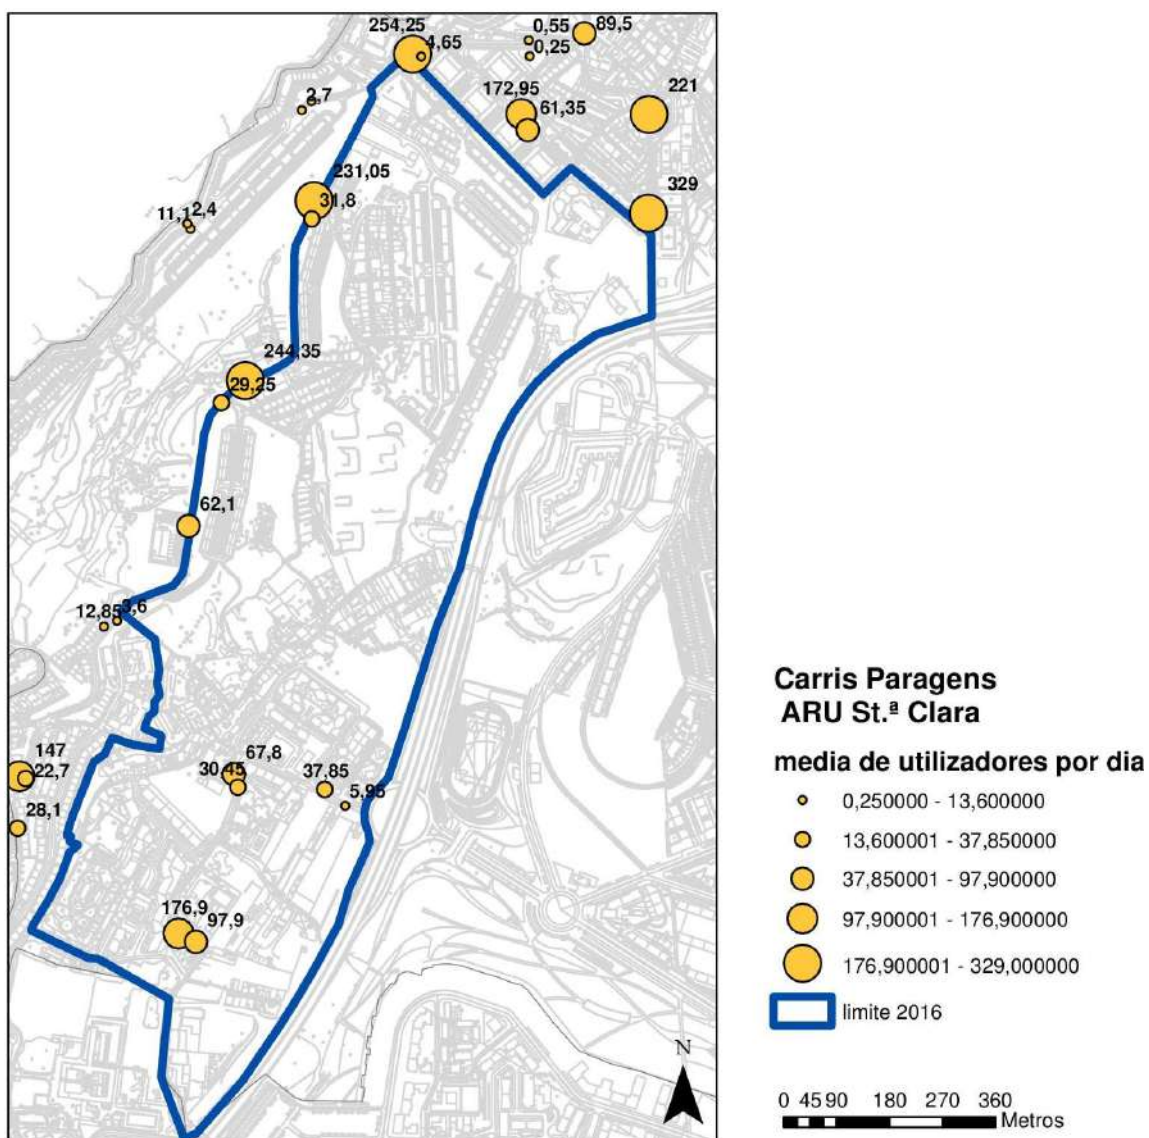 254,25
4,65
0,55
89,5
0,25
2,7
172,95
61,35
221
231,05
31,8
329
11,1
2,4
244,35
29,25
62,1
12,85
3,6
147
22,7
28,1
67,8
30,45
37,85
5,95
176,9
97,9
N
Carris Paragens
ARU St.ª Clara
media de utilizadores por dia
0,250000 - 13,600000
13,600001 - 37,850000
37,850001 - 97,900000
97,900001 - 176,900000
176,900001 - 329,000000
limite 2016
0 45 90 180 270 360
Metros